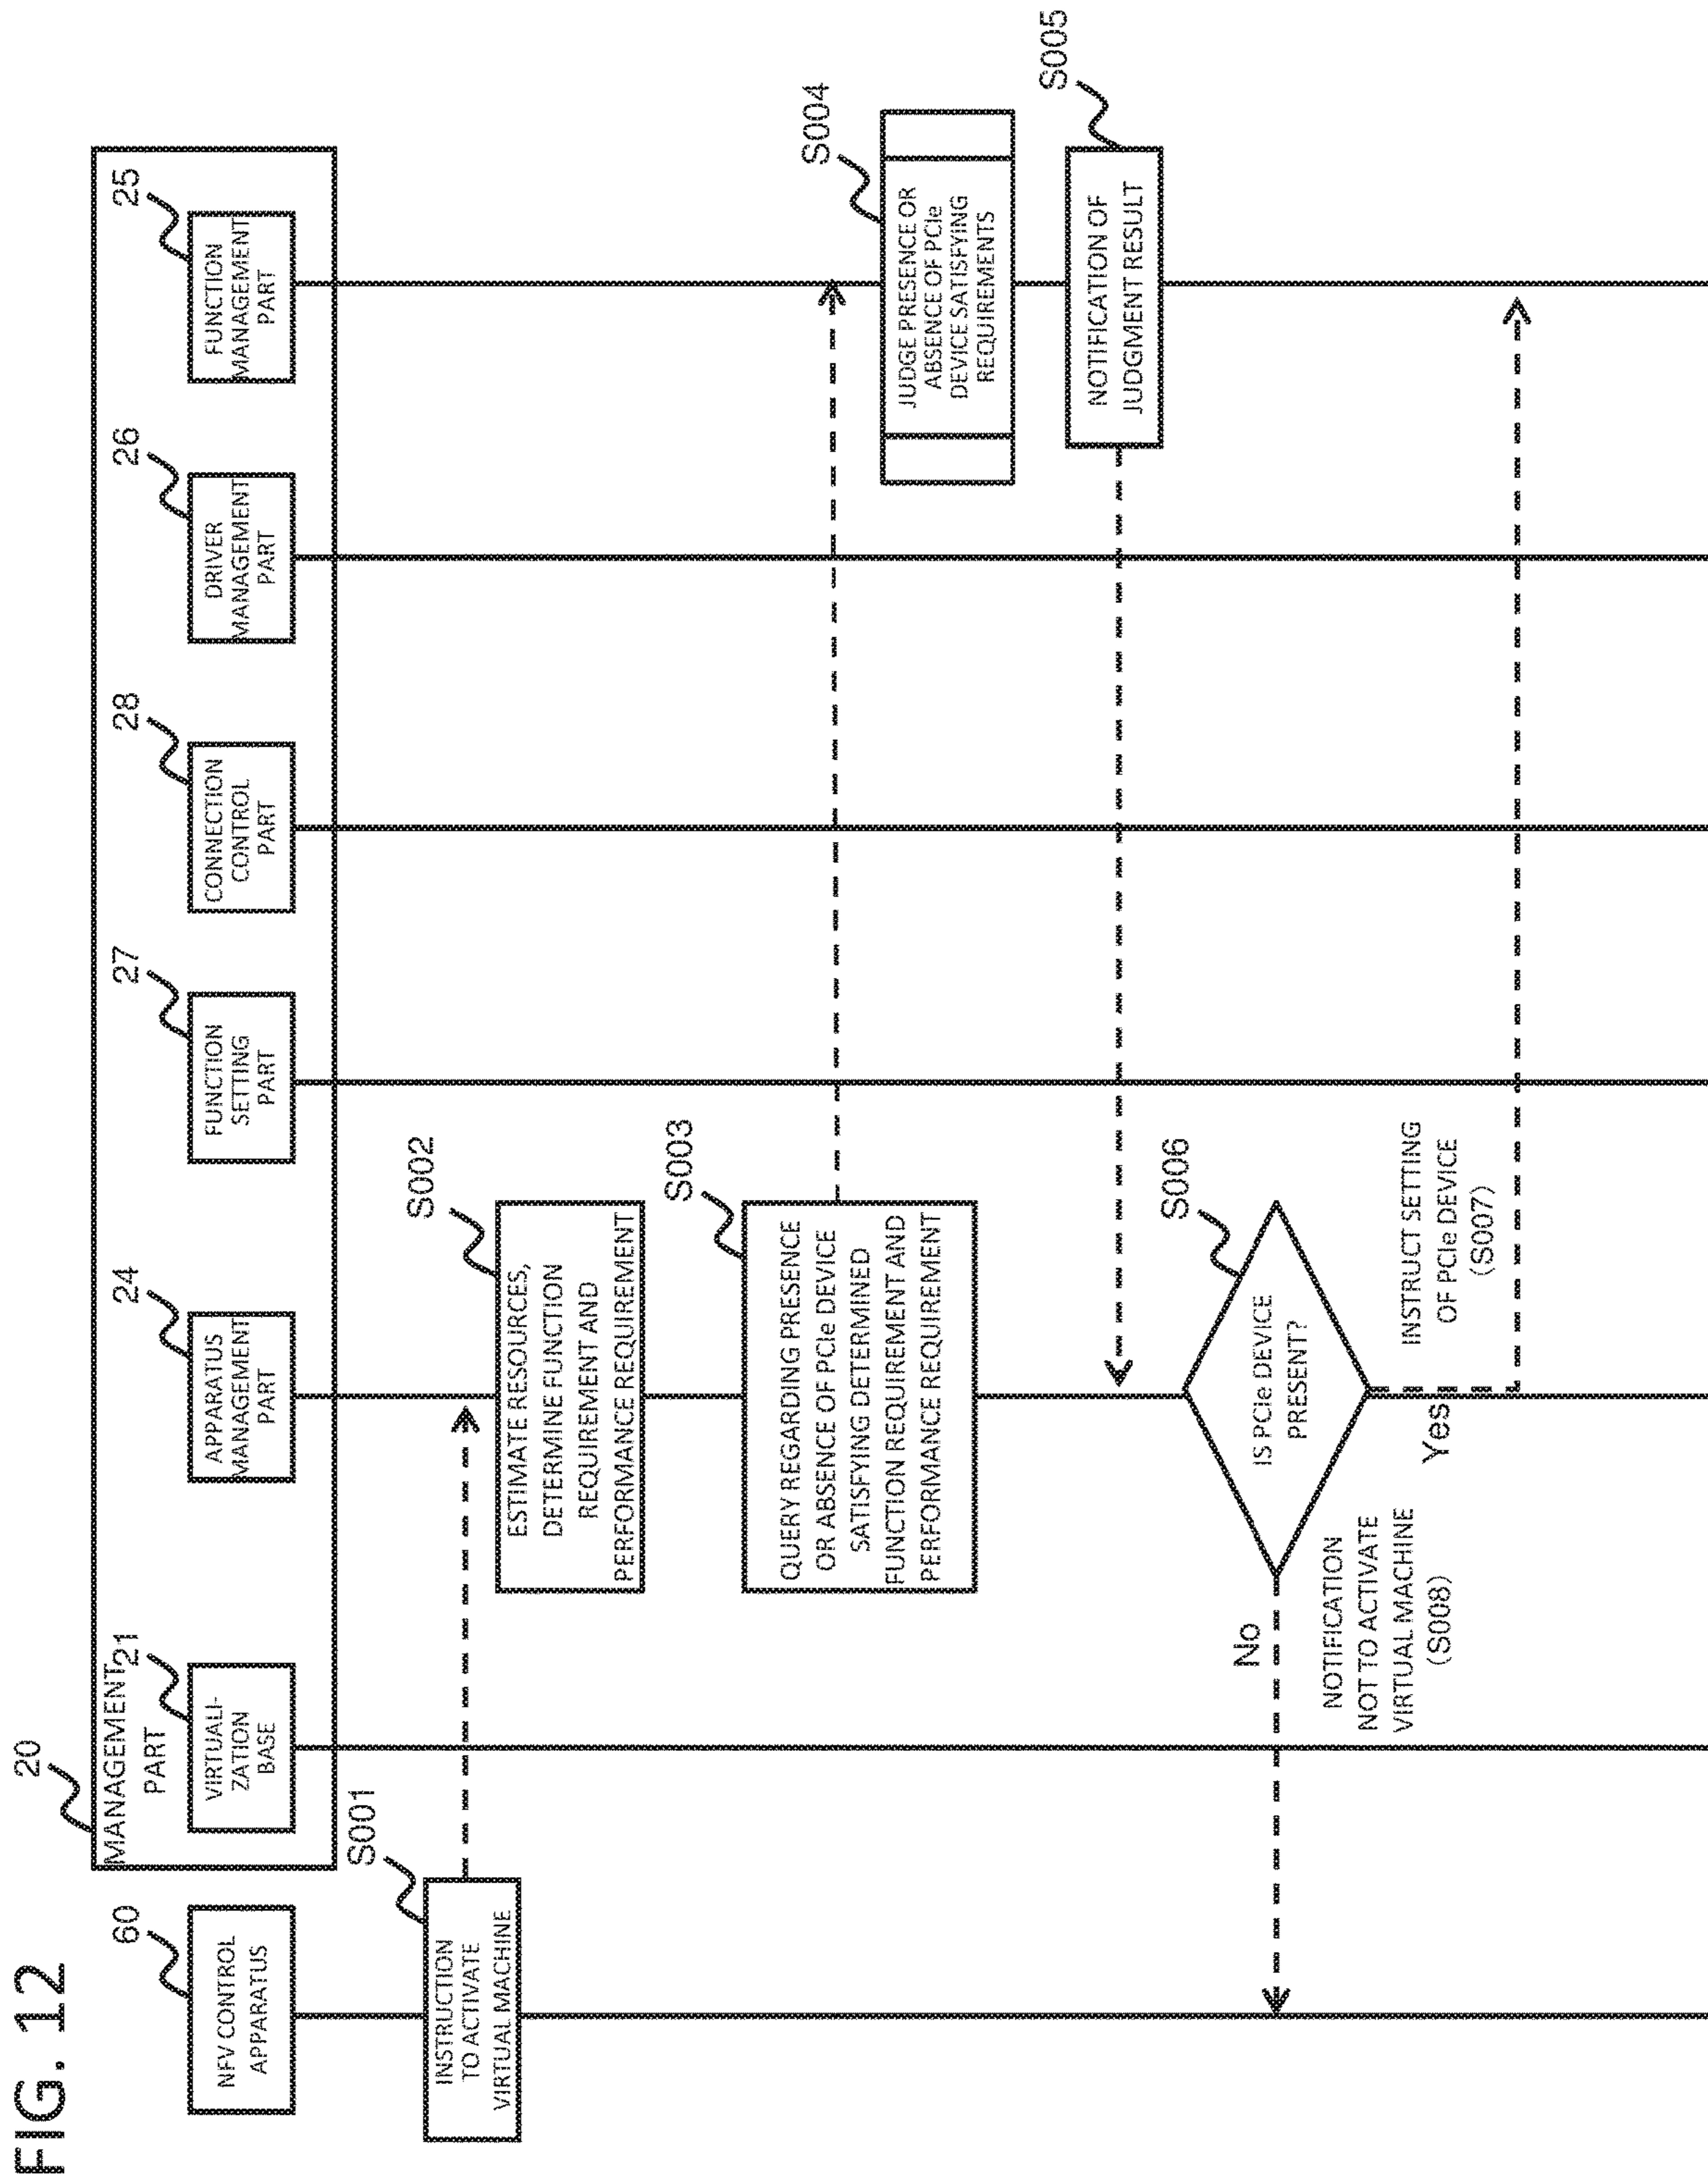 FIG. 12
20
MANAGEMENT
PART
60
NFV CONTROL
APPARATUS
21
VIRTUALI-
ZATION
BASE
24
APPARATUS
MANAGEMENT
PART
27
FUNCTION
SETTING
PART
28
CONNECTION
CONTROL
PART
26
DRIVER
MANAGEMENT
PART
25
FUNCTION
MANAGEMENT
PART
S001
INSTRUCTION
TO ACTIVATE
VIRTUAL MACHINE
S002
ESTIMATE RESOURCES,
DETERMINE FUNCTION
REQUIREMENT AND
PERFORMANCE REQUIREMENT
S003
QUERY REGARDING PRESENCE
OR ABSENCE OF PCIe DEVICE
SATISFYING DETERMINED
FUNCTION REQUIREMENT AND
PERFORMANCE REQUIREMENT
S004
JUDGE PRESENCE OR
ABSENCE OF PCIe
DEVICE SATISFYING
REQUIREMENTS
S005
NOTIFICATION OF
JUDGMENT RESULT
S006
IS PCIe DEVICE
PRESENT?
No
NOTIFICATION
NOT TO ACTIVATE
VIRTUAL MACHINE
(S008)
Yes
INSTRUCT SETTING
OF PCIe DEVICE
(S007)